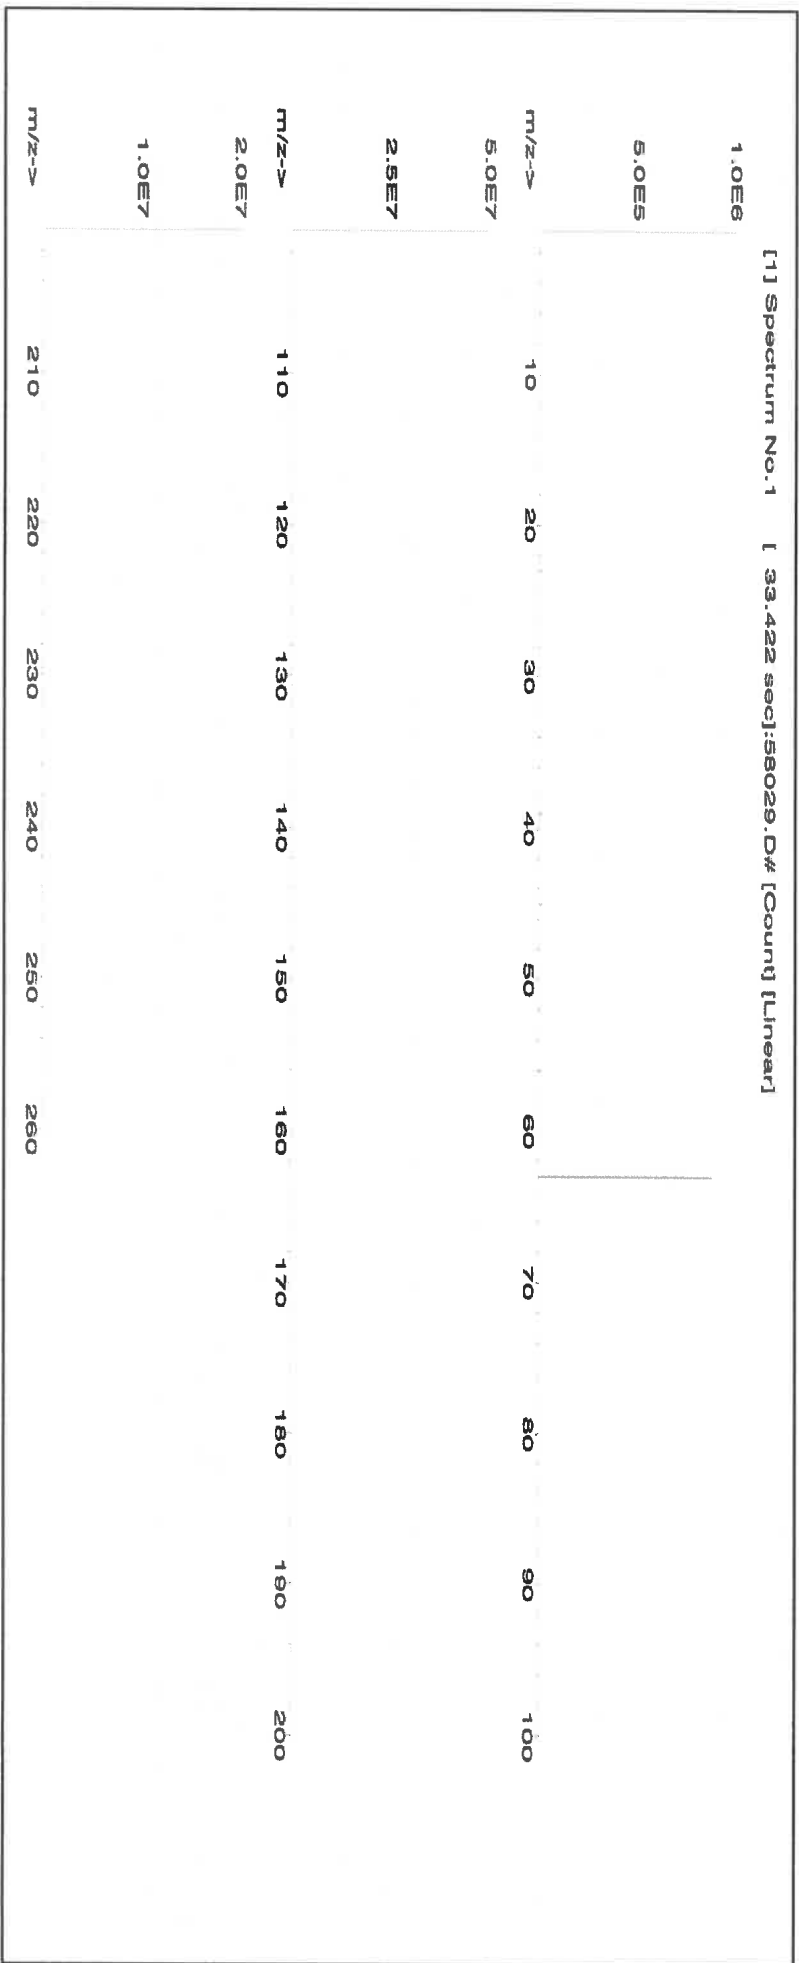 [1] Spectrum No.1 [ 33.422 sec]:58029.D# [Count] [Linear]
1.0E6
5.0E5
m/z-> 10 20 30 40 50 60 70 80 90 100
5.0E7
2.5E7
m/z-> 110 120 130 140 150 160 170 180 190 200
2.0E7
1.0E7
m/z-> 210 220 230 240 250 260